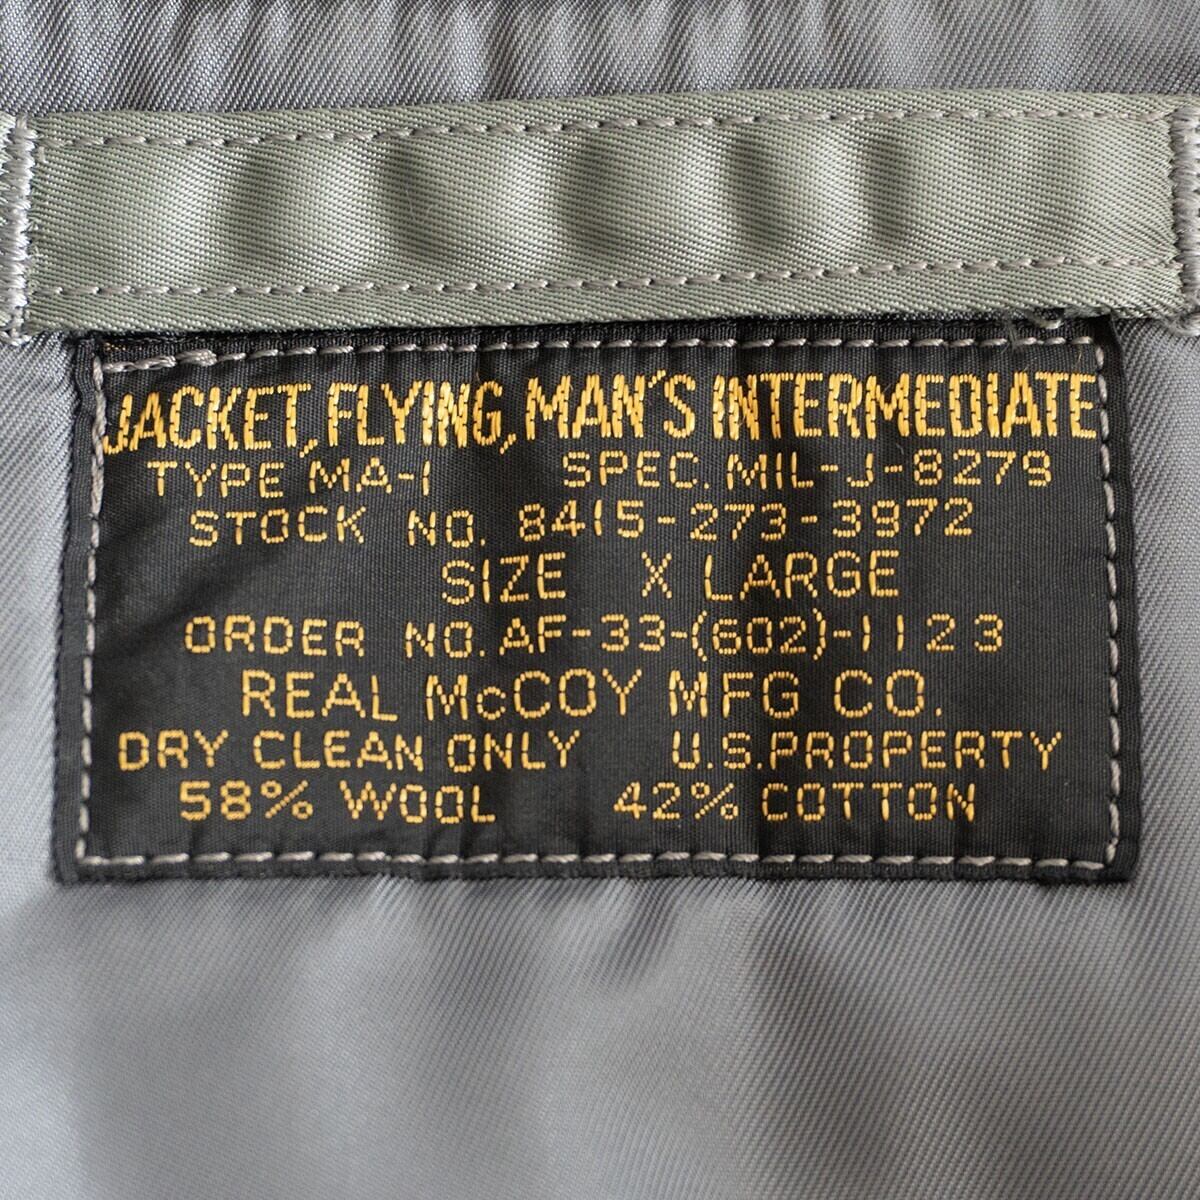 JACKET, FLYING, MAN'S INTERMEDIATE
TYPE MA-1 SPEC. MIL-J-8279
STOCK NO. 8415-273-3972
SIZE X LARGE
ORDER NO. AF-33-(602)-1123
REAL McCOY MFG CO.
DRY CLEAN ONLY U.S.PROPERTY
58% WOOL 42% COTTON